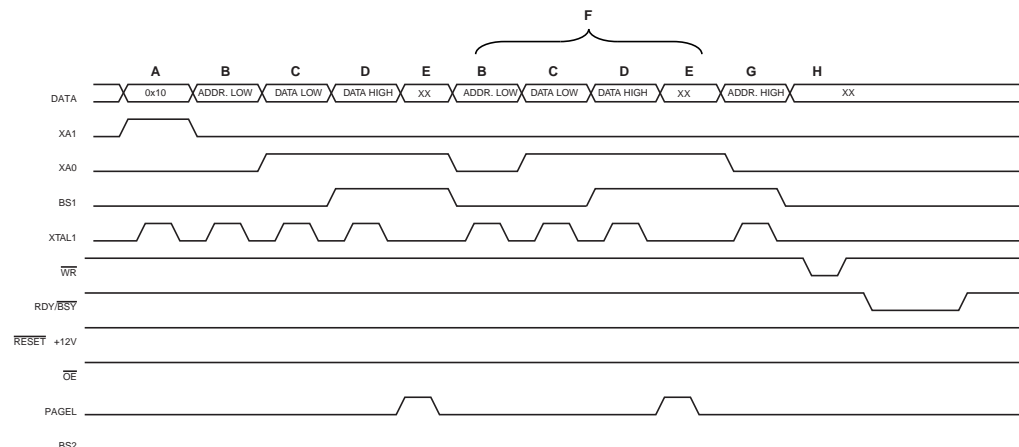 F
A B C D E B C D E G H
DATA 0x10 ADDR. LOW DATA LOW DATA HIGH XX ADDR. LOW DATA LOW DATA HIGH XX ADDR. HIGH XX
XA1
XA0
BS1
XTAL1
WR
RDY/BSY
RESET +12V
OE
PAGEL
BS2